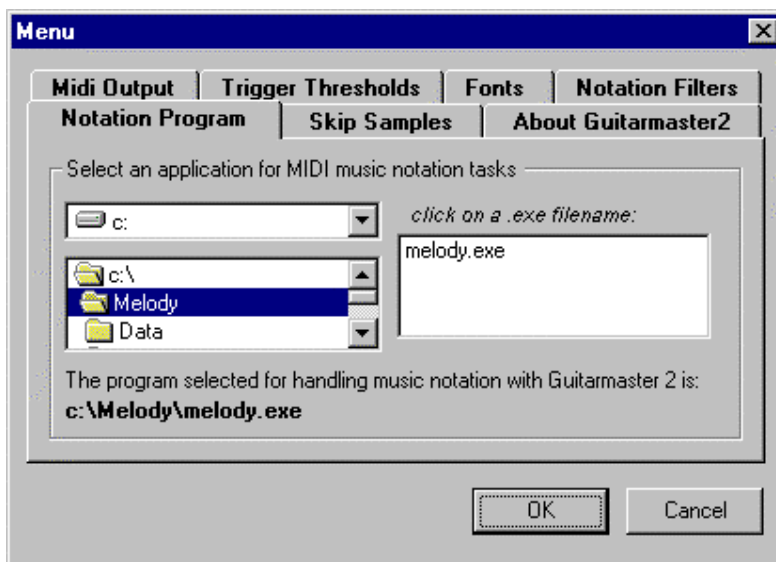 Menu
Midi Output Trigger Thresholds Fonts Notation Filters
Notation Program Skip Samples About Guitarmaster2
Select an application for MIDI music notation tasks
c:
click on a .exe filename:
c:\
Melody
Data
melody.exe
The program selected for handling music notation with Guitarmaster 2 is:
c:\Melody\melody.exe
OK Cancel